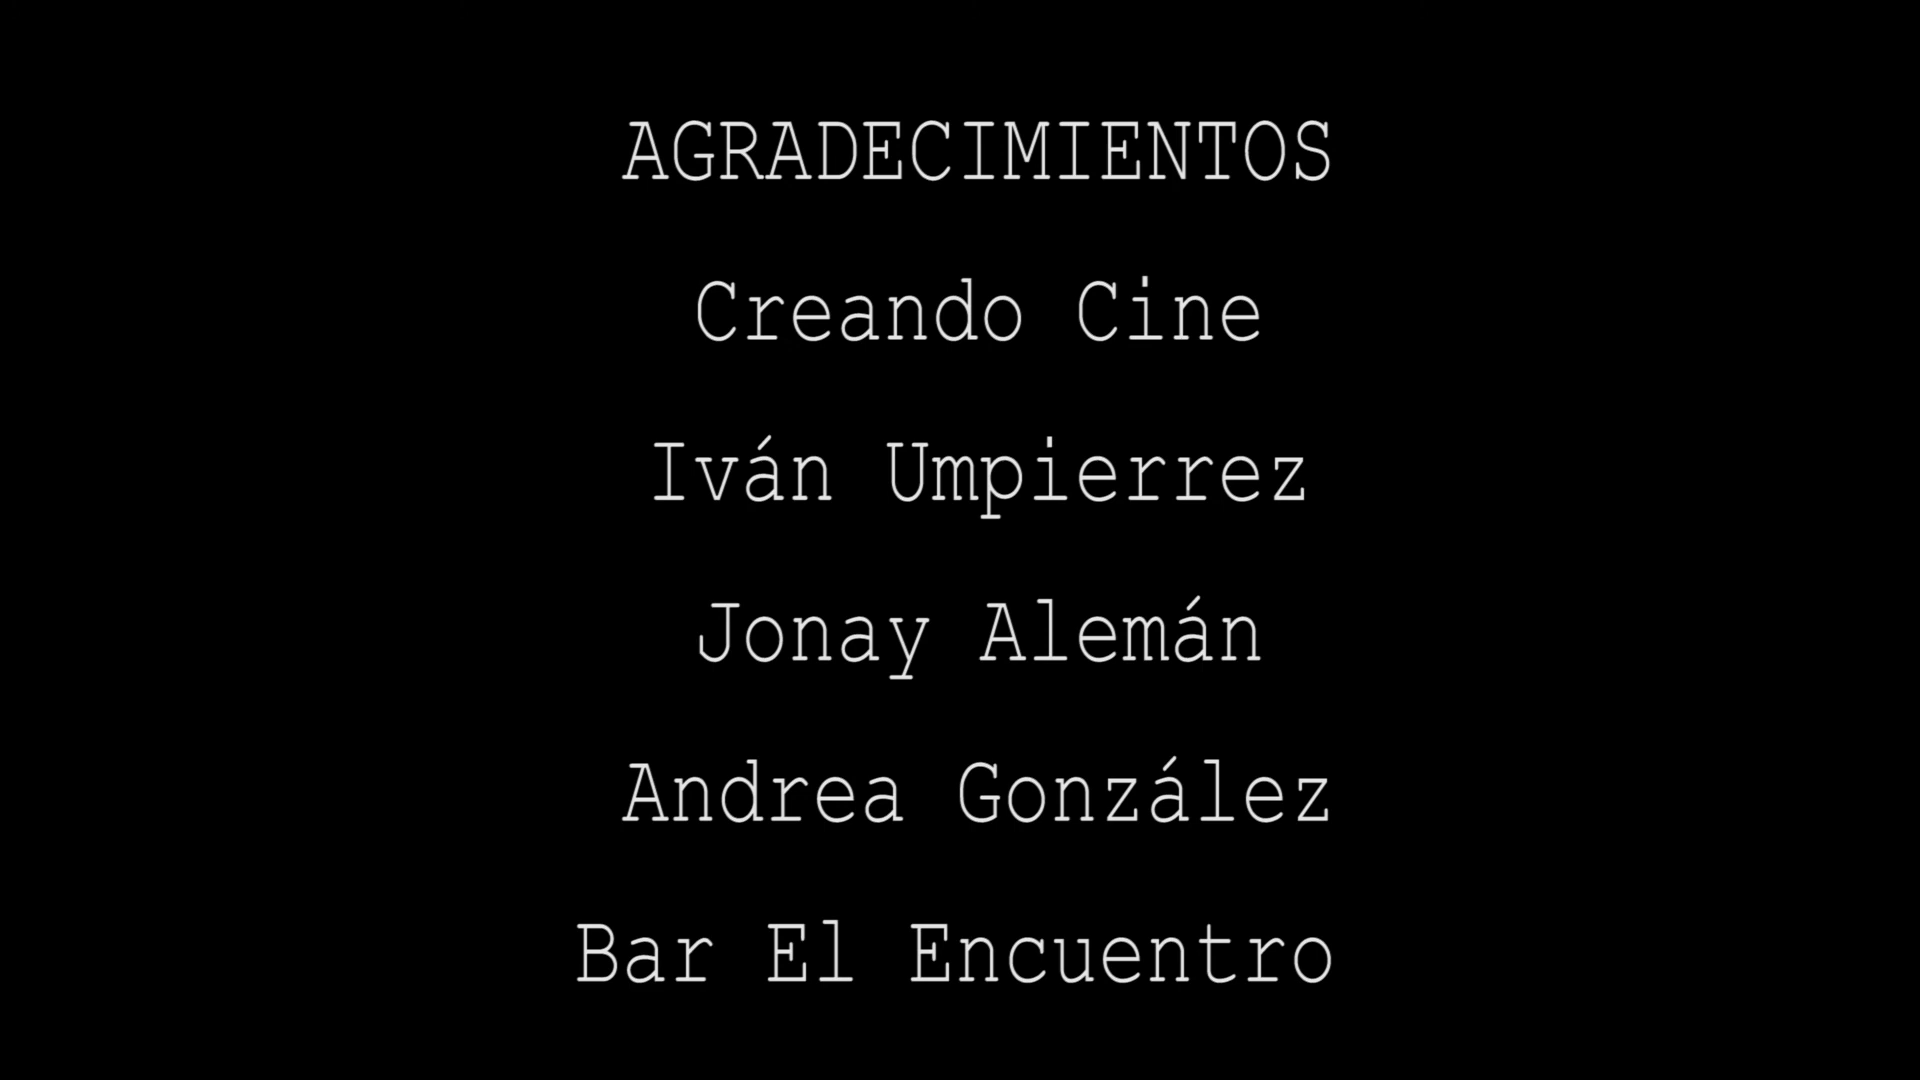 AGRADECIMIENTOS
Creando Cine
Iván Umpierrez
Jonay Alemán
Andrea González
Bar El Encuentro